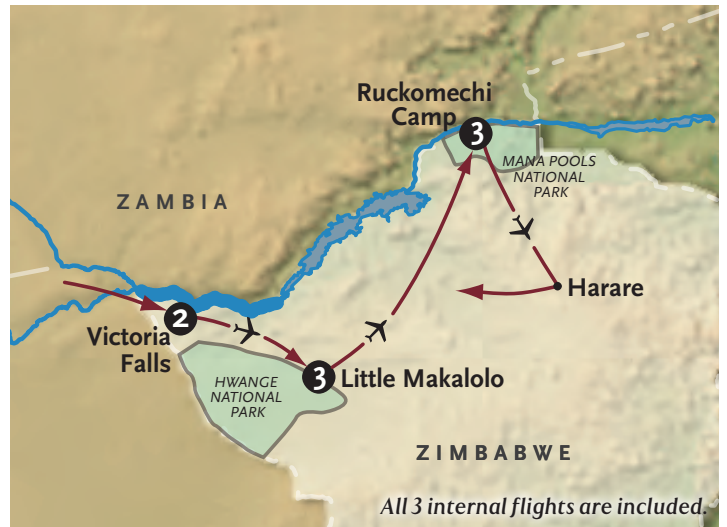 Ruckomechi
Camp
3
MANA POOLS
NATIONAL
PARK
ZAMBIA
Harare
2
Victoria
Falls
3
Little Makalolo
HWANGE
NATIONAL
PARK
ZIMBABWE
All 3 internal flights are included.